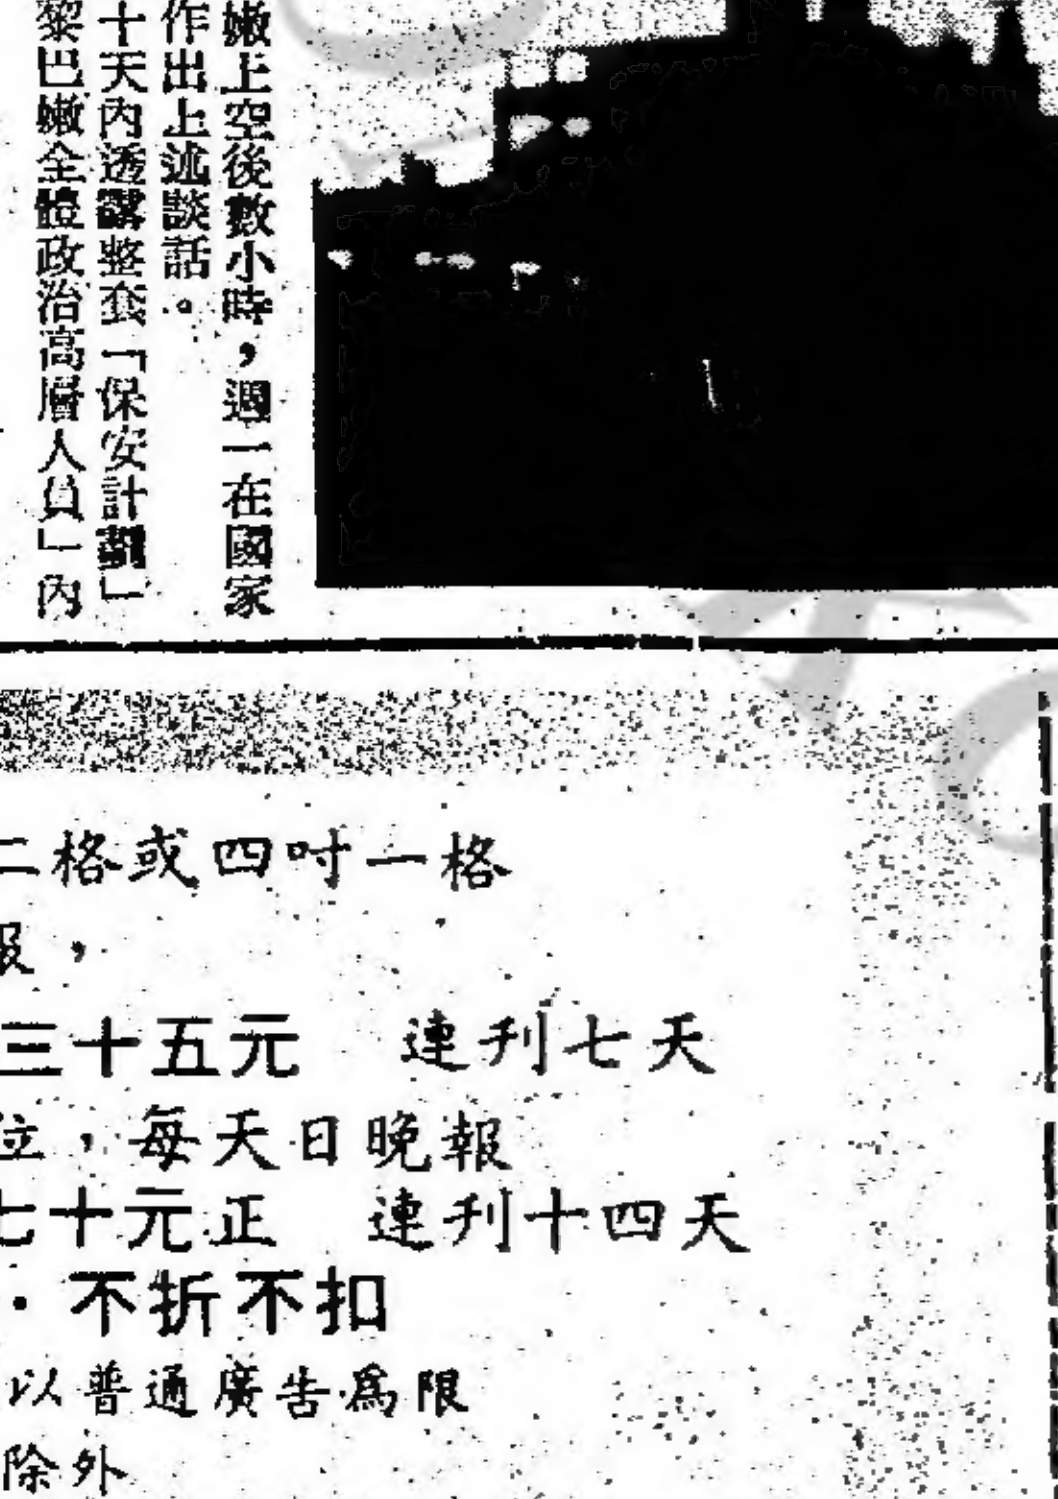 嫩上空後數小時，週一在國家
作出上述談話。
十天內透露整套「保安計劃」
黎巴嫩全體政治高層人員」內
二格或四吋一格
報，
三十五元 連刋七天
位，每天日晚報
七十元正 連刋十四天
・不折不扣
以普通廣告為限
除外